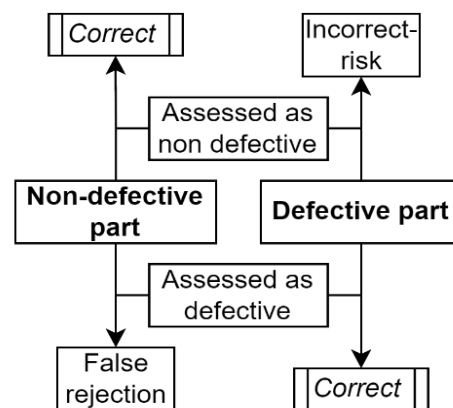 Correct
Incorrect-
risk
Assessed as
non defective
Non-defective
part
Defective part
Assessed as
defective
False
rejection
Correct